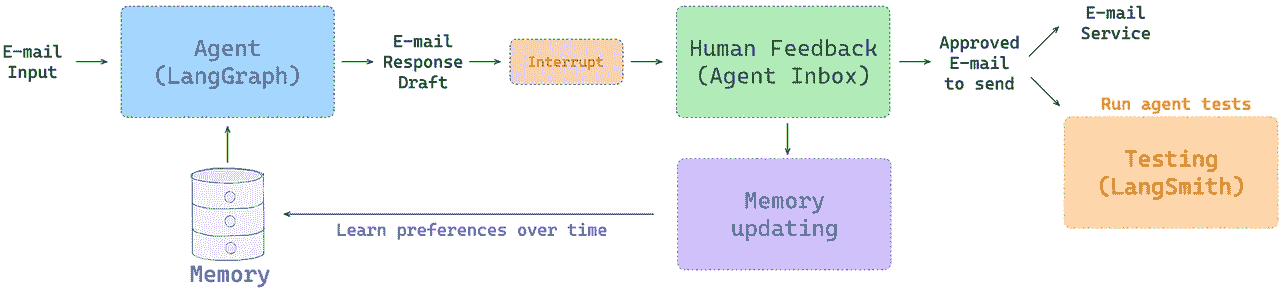 E-mail
Input
Agent
(LangGraph)
E-mail
Response
Draft
Interrupt
Human Feedback
(Agent Inbox)
Approved
E-mail
to send
E-mail
Service
Run agent tests
Testing
(LangSmith)
Memory
updating
Learn preferences over time
Memory